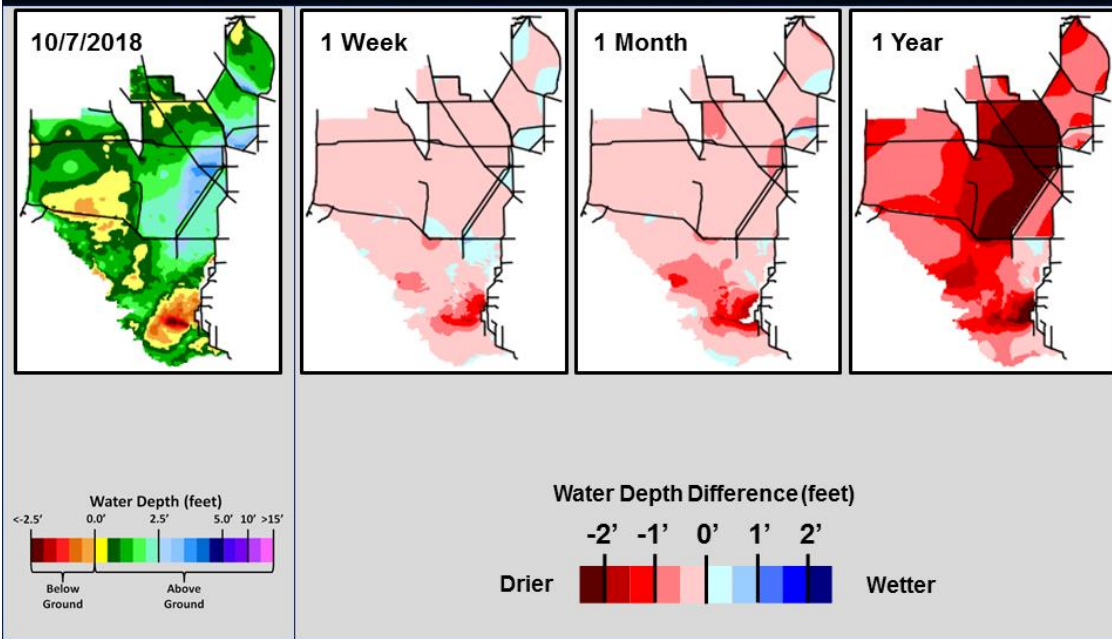 10/7/2018
1 Week
1 Month
1 Year
Water Depth (feet)
<-2.5' 0.0' 2.5' 5.0' 10' >15'
Below
Ground
Above
Ground
Water Depth Difference (feet)
-2' -1' 0' 1' 2'
Drier
Wetter